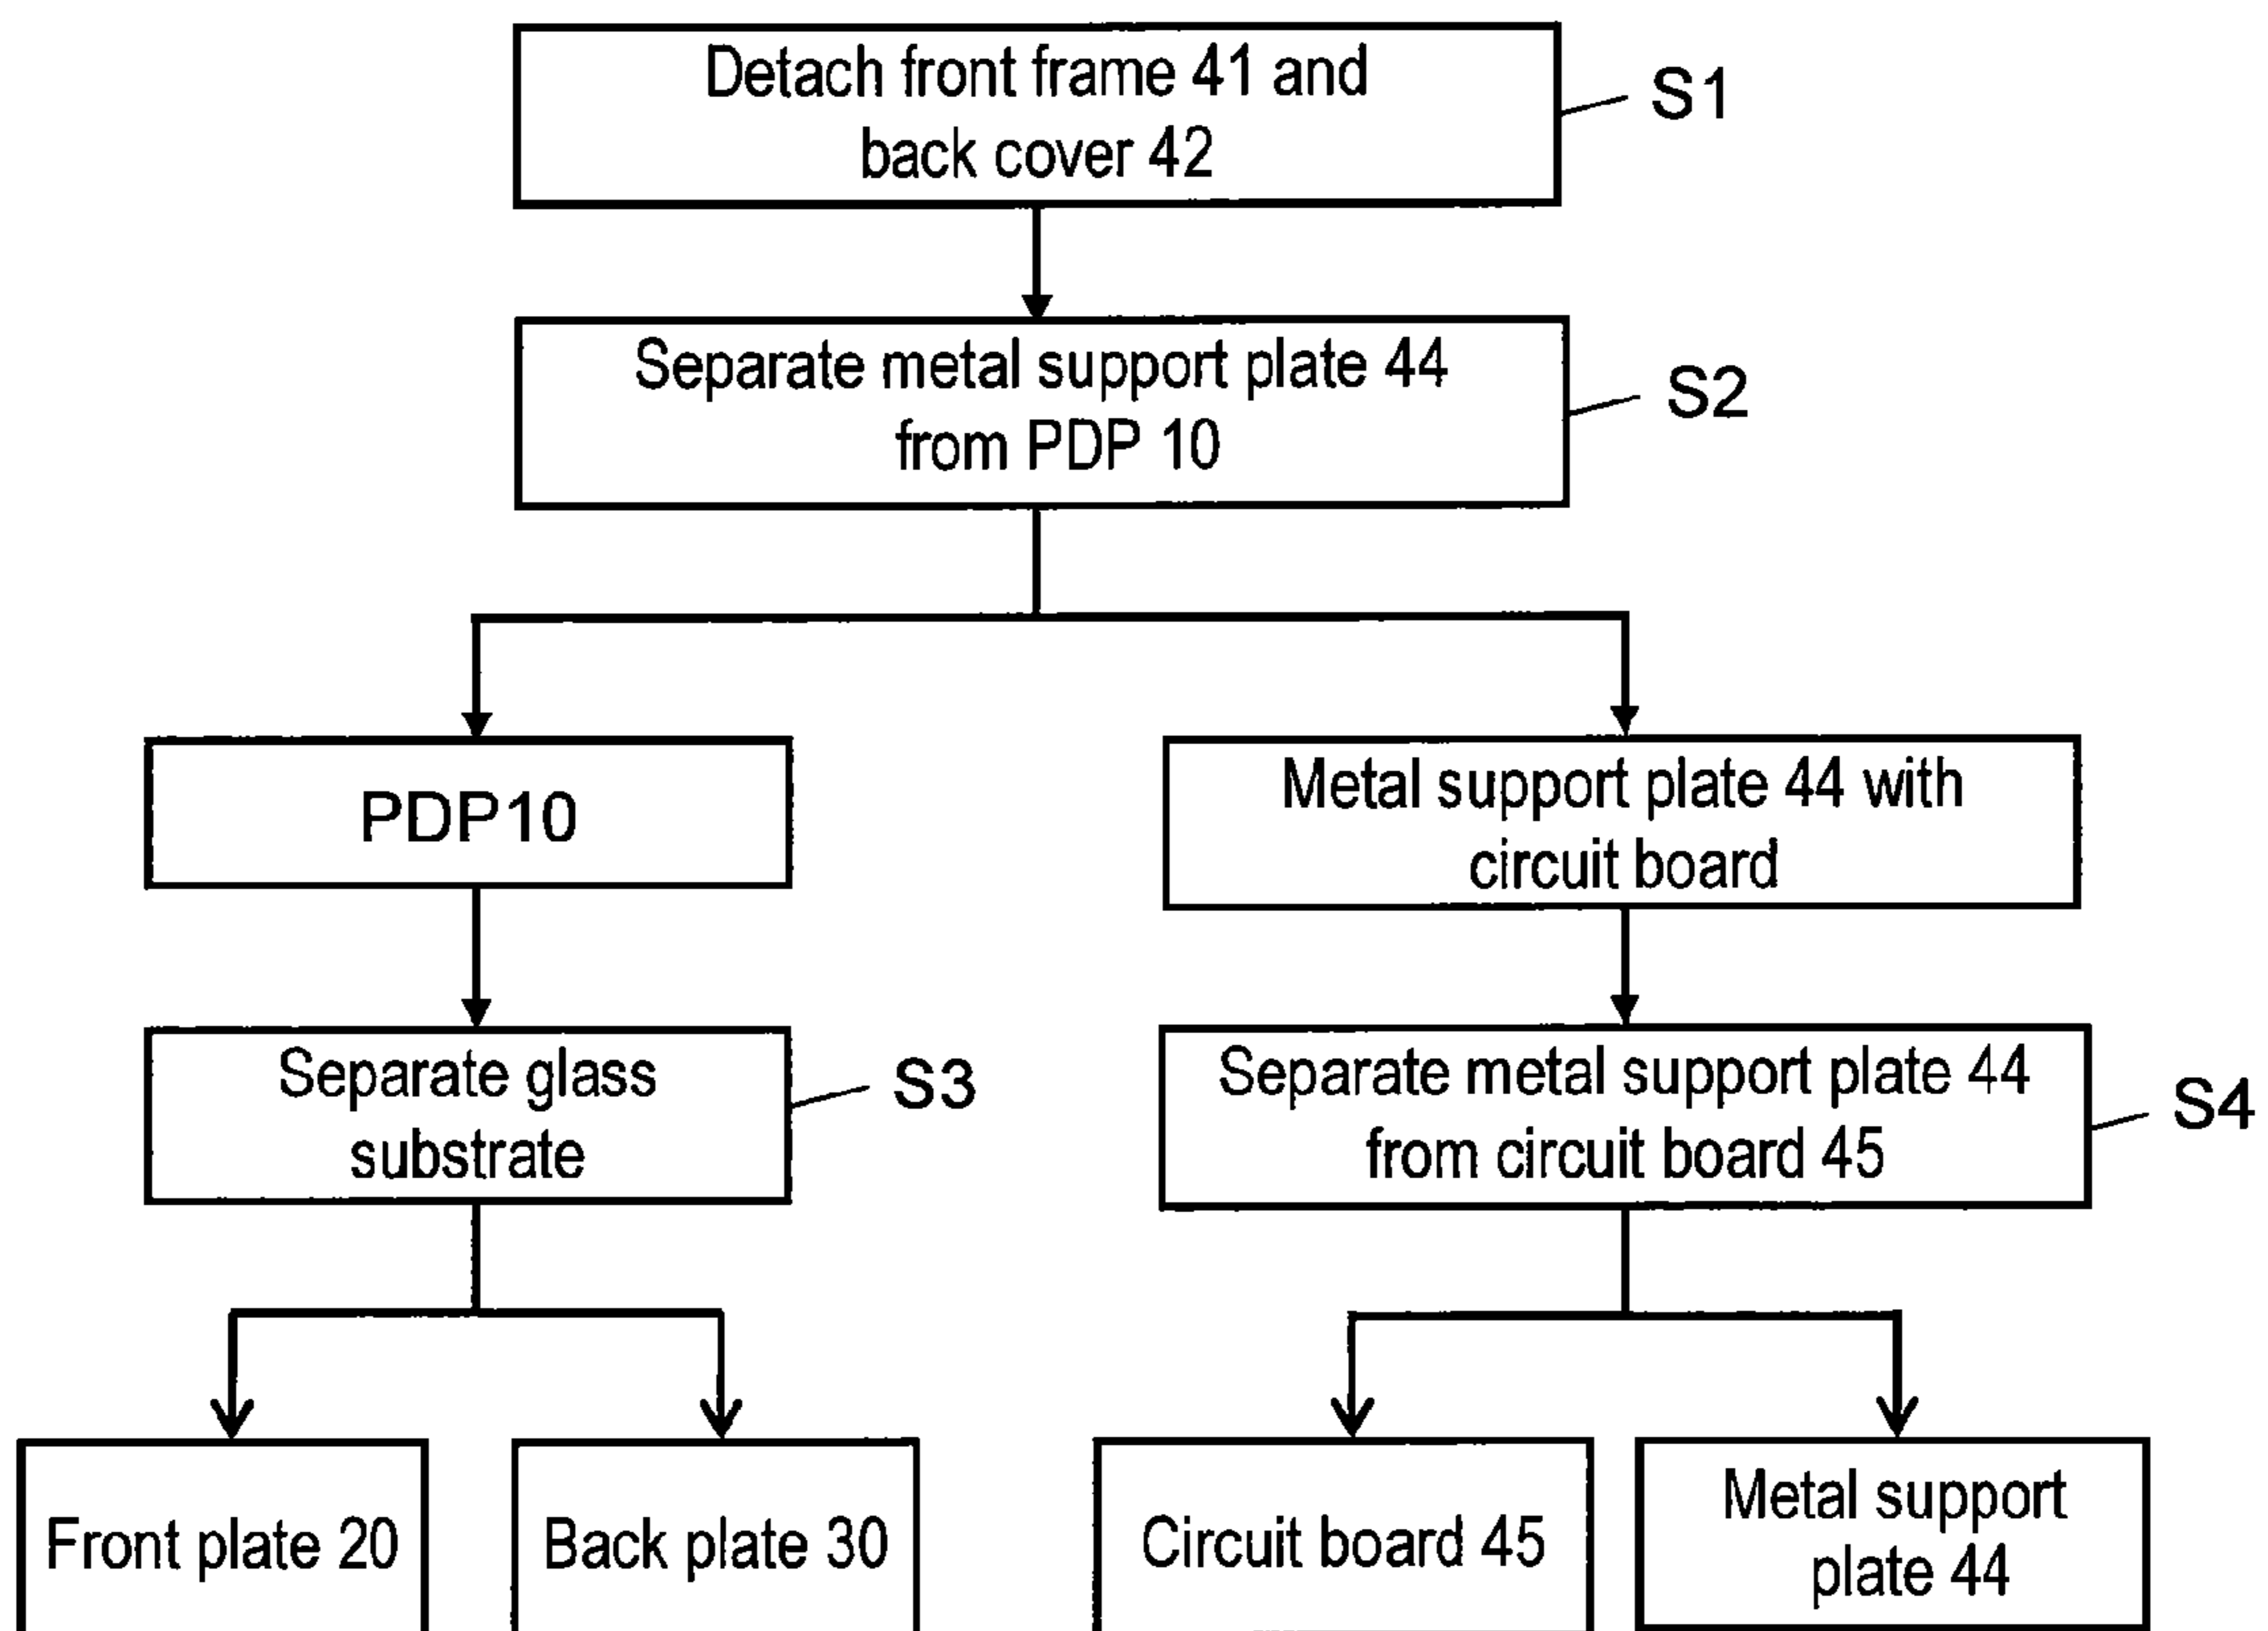 Detach front frame 41 and
back cover 42
S1
Separate metal support plate 44
from PDP 10
S2
PDP10
Metal support plate 44 with
circuit board
Separate glass
substrate
S3
Separate metal support plate 44
from circuit board 45
S4
Front plate 20
Back plate 30
Circuit board 45
Metal support
plate 44